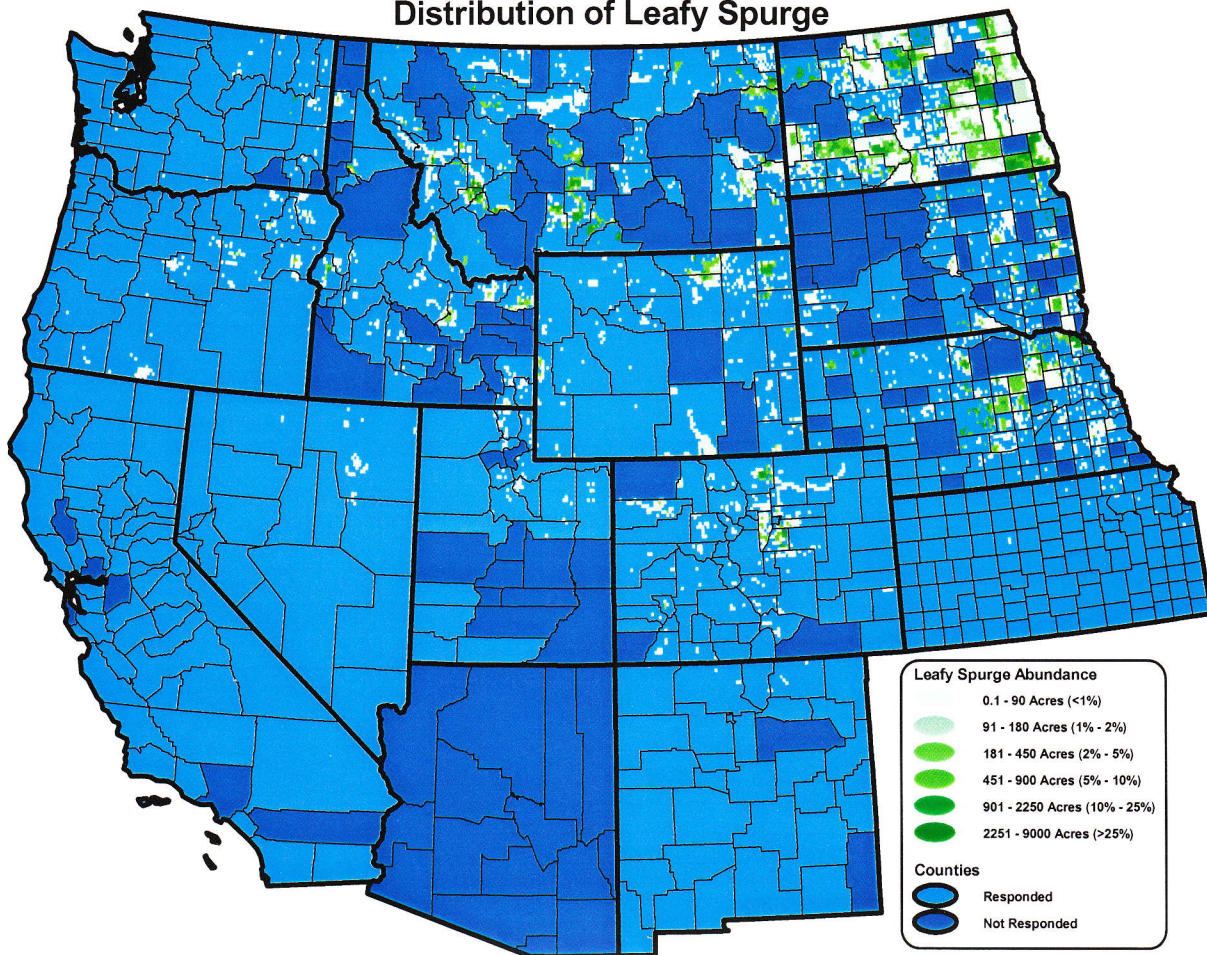 Distribution of Leafy Spurge
Leafy Spurge Abundance
0.1 - 90 Acres (<1%)
91 - 180 Acres (1% - 2%)
181 - 450 Acres (2% - 5%)
451 - 900 Acres (5% - 10%)
901 - 2250 Acres (10% - 25%)
2251 - 9000 Acres (>25%)
Counties
Responded
Not Responded